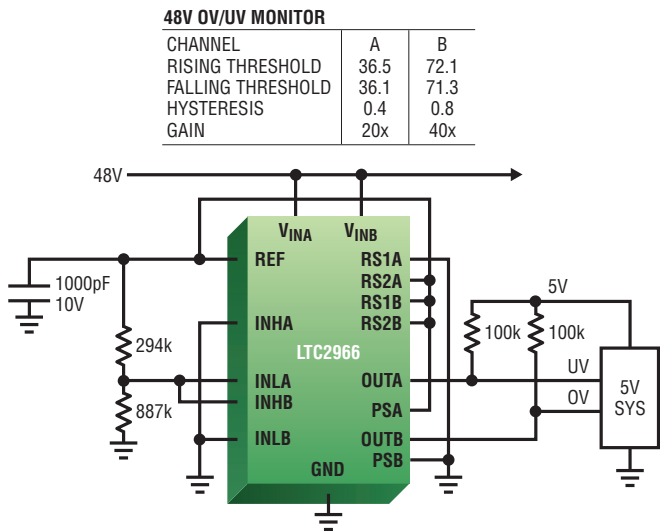 48V OV/UV MONITOR
CHANNEL A B
RISING THRESHOLD 36.5 72.1
FALLING THRESHOLD 36.1 71.3
HYSTERESIS 0.4 0.8
GAIN 20x 40x
48V
VINA VINB
REF RS1A
1000pF
10V
RS2A
RS1B
RS2B
5V
INHA
294k
LTC2966
100k 100k
INLA OUTA UV
INHB
887k
PSA
OV
5V
SYS
INLB OUTB
PSB
GND